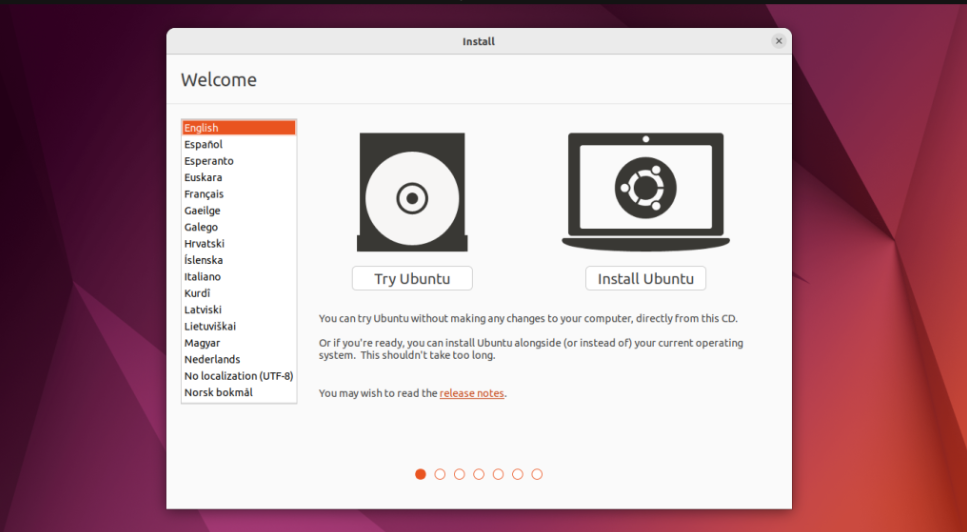 Install
Welcome
English
Español
Esperanto
Euskara
Français
Gaeilge
Galego
Hrvatski
Íslenska
Italiano
Kurdî
Latviski
Lietuviškai
Magyar
Nederlands
No localization (UTF-8)
Norsk bokmål
Try Ubuntu
Install Ubuntu
You can try Ubuntu without making any changes to your computer, directly from this CD.
Or if you're ready, you can install Ubuntu alongside (or instead of) your current operating
system. This shouldn't take too long.
You may wish to read the release notes.